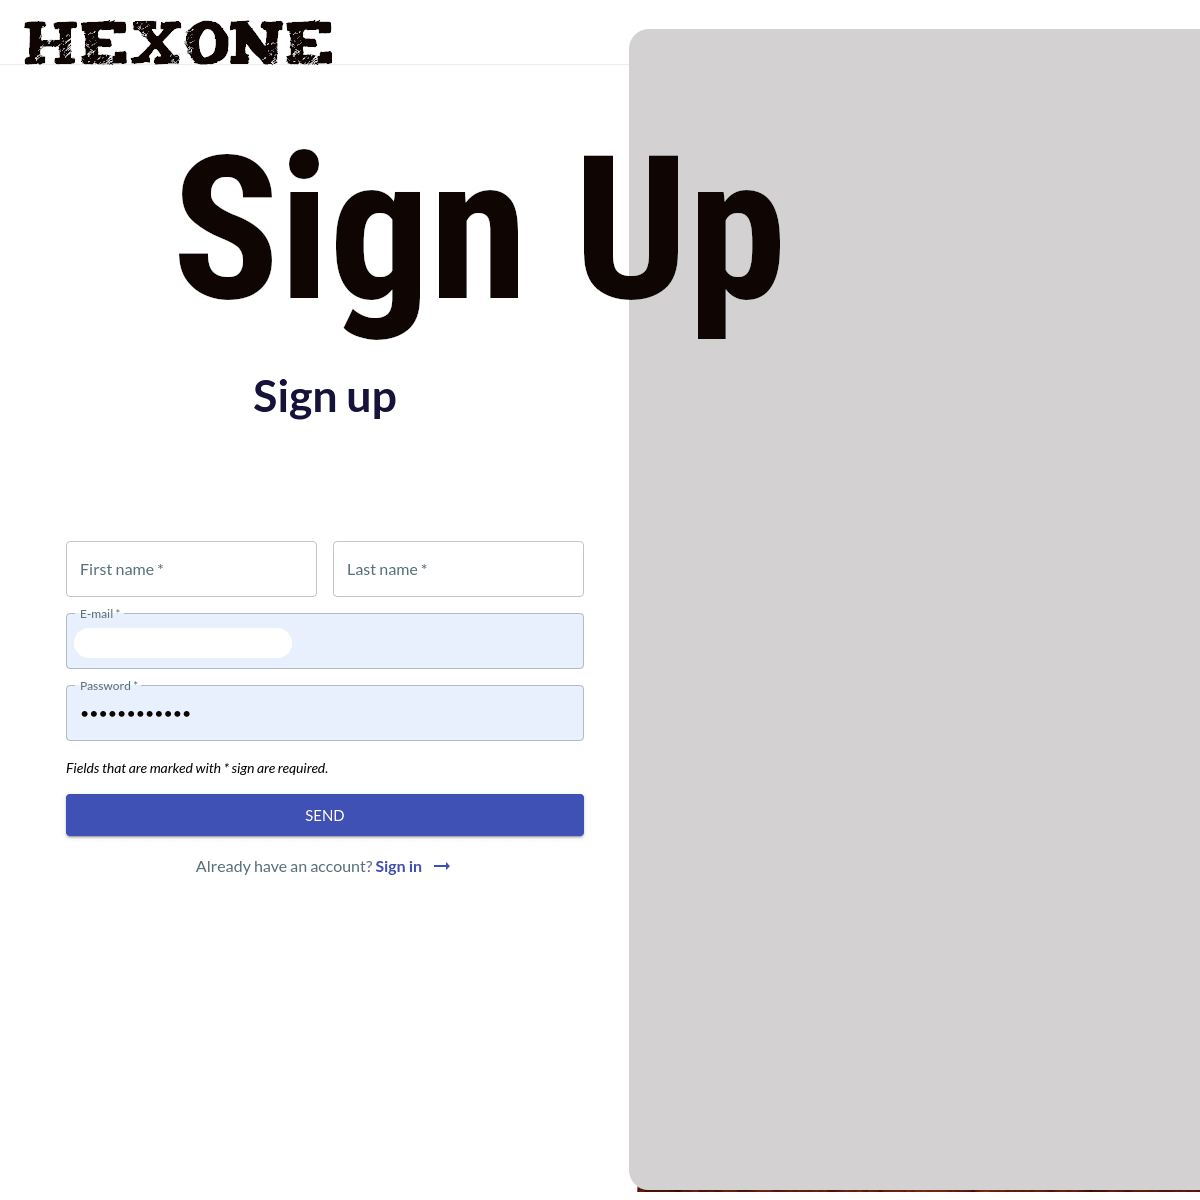 HEXONE
Sign Up
Sign up
First name *
Last name *
E-mail *
Password *
••••••••••••
Fields that are marked with * sign are required.
SEND
Already have an account? Sign in →